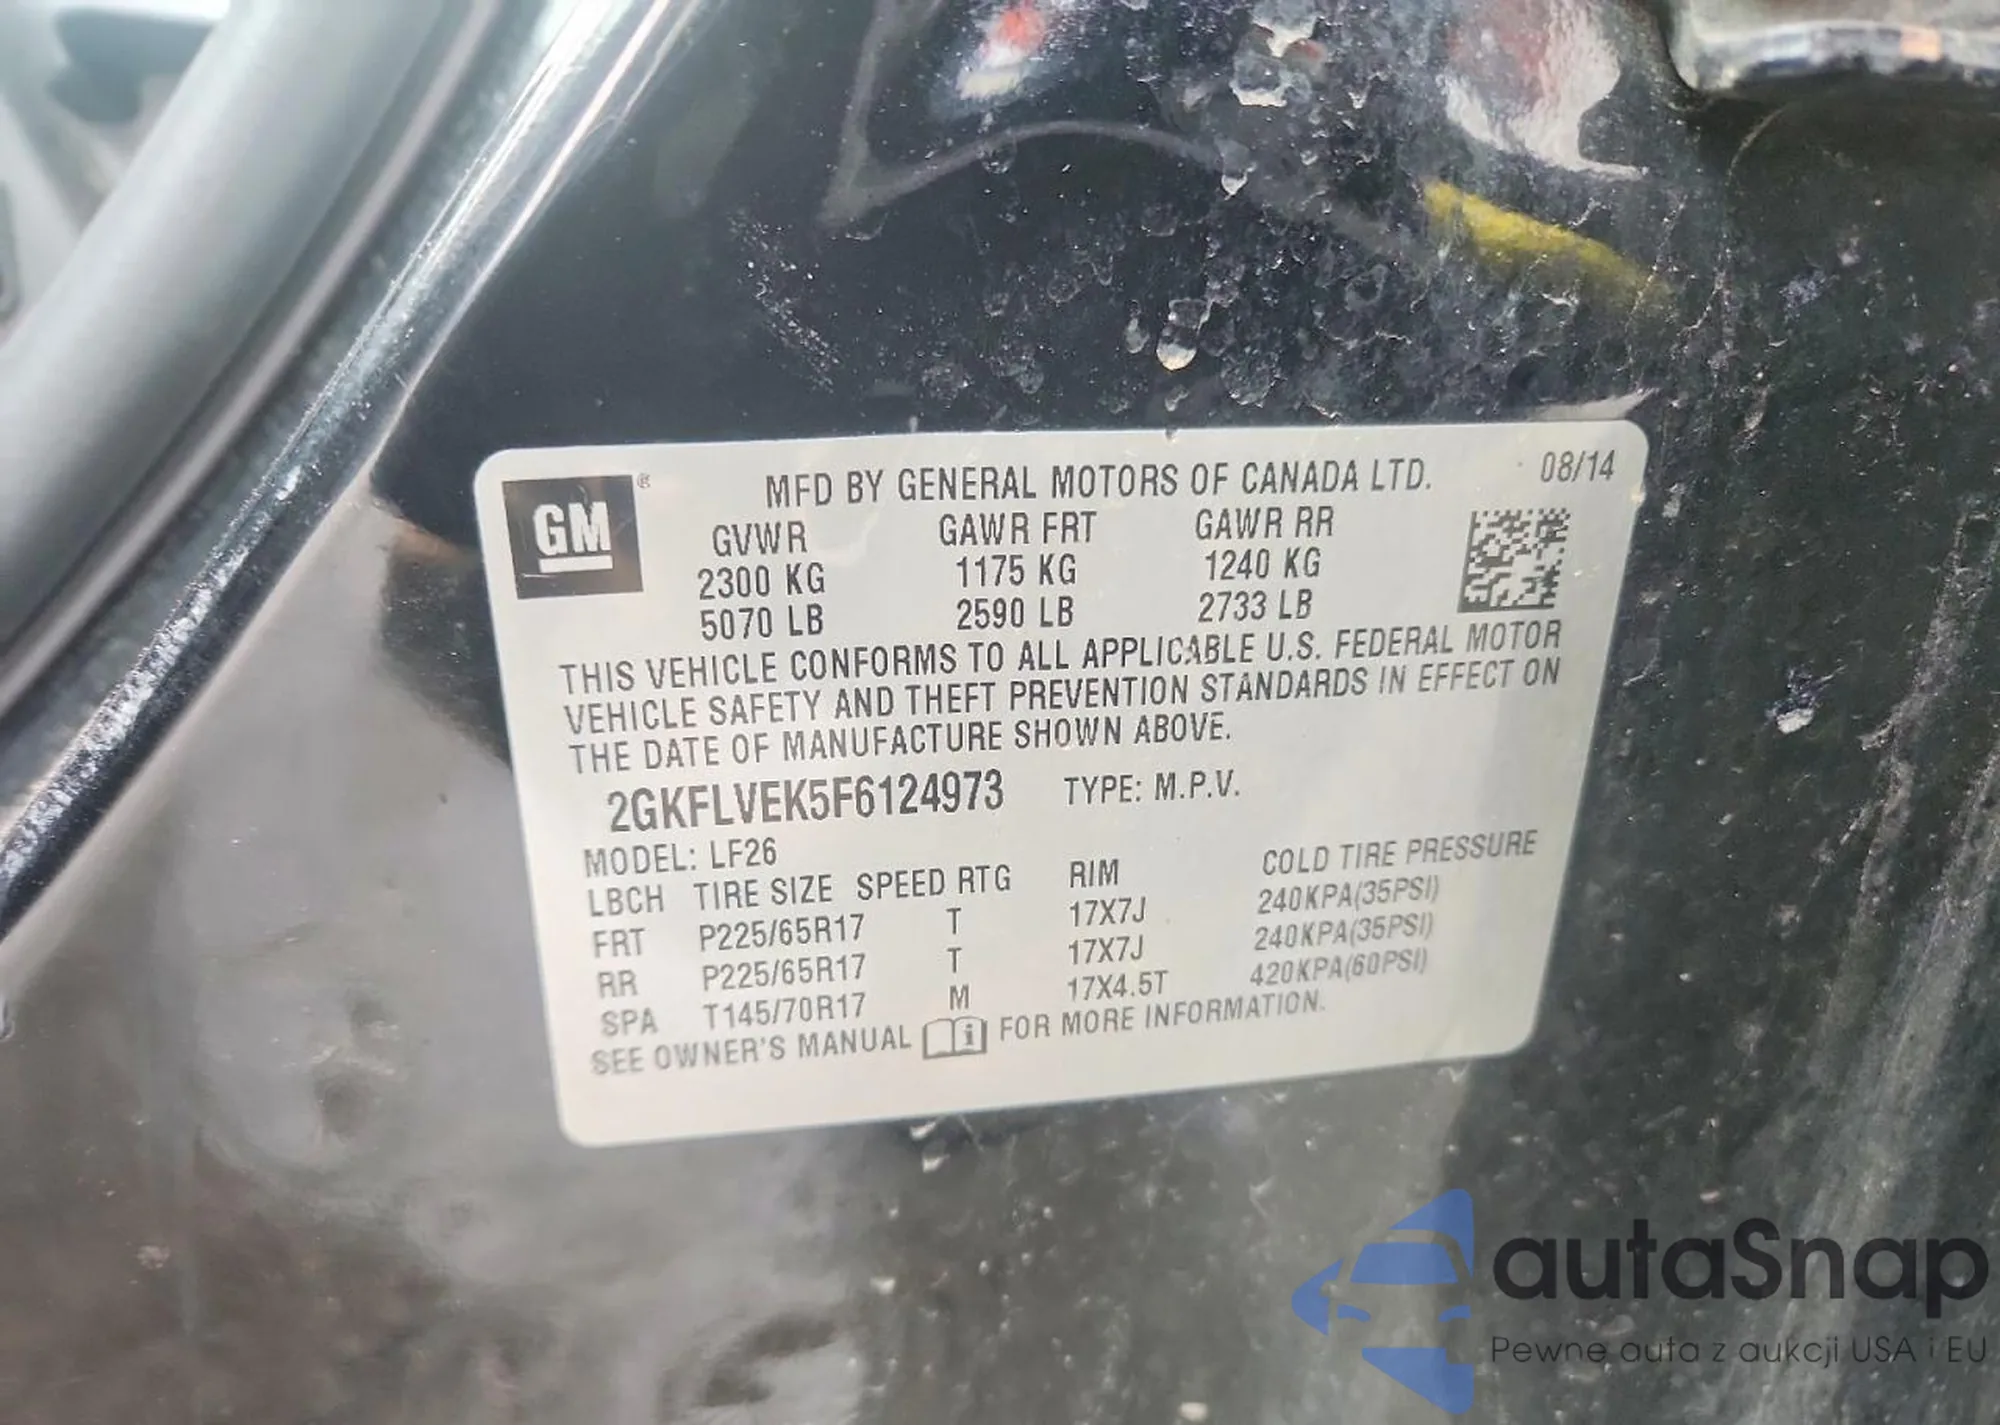 GM ®
MFD BY GENERAL MOTORS OF CANADA LTD. 08/14
GVWR GAWR FRT GAWR RR
2300 KG 1175 KG 1240 KG
5070 LB 2590 LB 2733 LB
THIS VEHICLE CONFORMS TO ALL APPLICABLE U.S. FEDERAL MOTOR
VEHICLE SAFETY AND THEFT PREVENTION STANDARDS IN EFFECT ON
THE DATE OF MANUFACTURE SHOWN ABOVE.
2GKFLVEK5F6124973 TYPE: M.P.V.
MODEL: LF26
LBCH TIRE SIZE SPEED RTG RIM COLD TIRE PRESSURE
FRT P225/65R17 T 17X7J 240KPA(35PSI)
RR P225/65R17 T 17X7J 240KPA(35PSI)
SPA T145/70R17 M 17X4.5T 420KPA(60PSI)
SEE OWNER'S MANUAL i FOR MORE INFORMATION.
autaSnap
Pewne auta z aukcji USA i EU